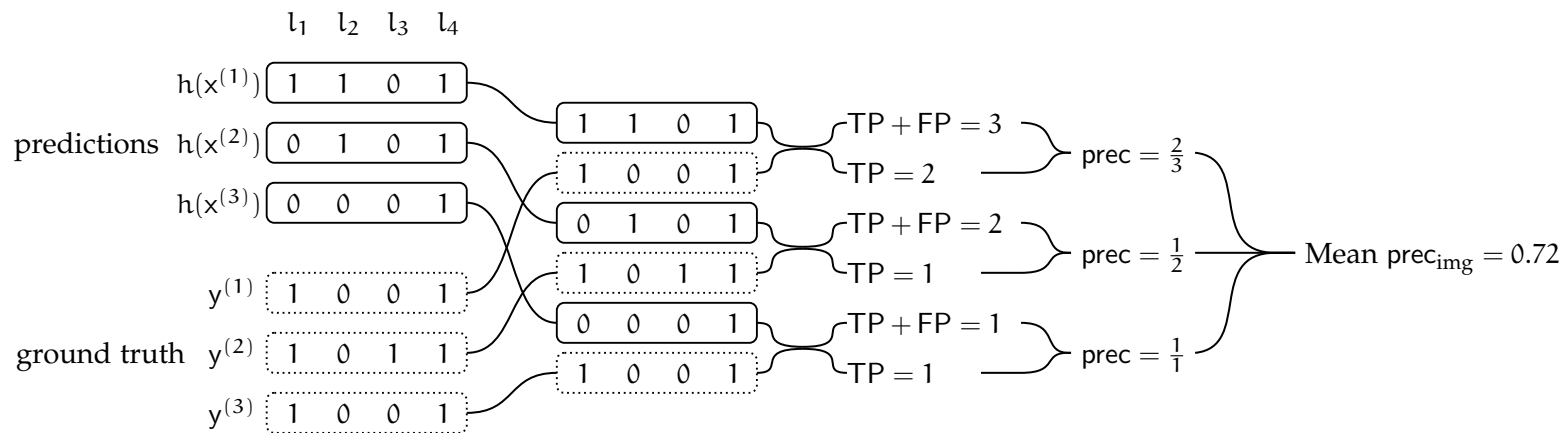 l₁ l₂ l₃ l₄
h(x⁽¹⁾) 1 1 0 1
predictions h(x⁽²⁾) 0 1 0 1
h(x⁽³⁾) 0 0 0 1
y⁽¹⁾ 1 0 0 1
ground truth y⁽²⁾ 1 0 1 1
y⁽³⁾ 1 0 0 1
1 1 0 1
1 0 0 1
0 1 0 1
1 0 1 1
0 0 0 1
1 0 0 1
TP + FP = 3
TP = 2
TP + FP = 2
TP = 1
TP + FP = 1
TP = 1
prec = 2/3
prec = 1/2
prec = 1/1
Mean prec_img = 0.72